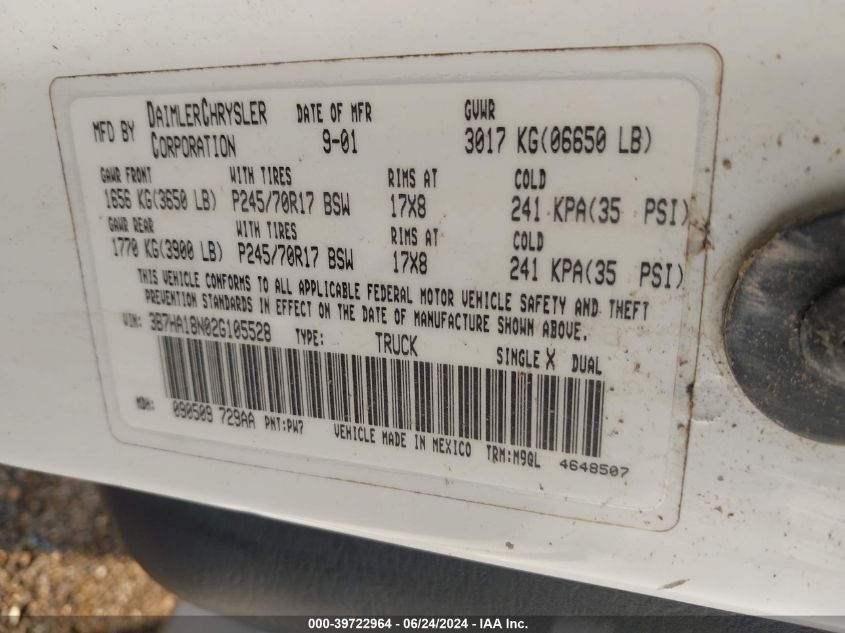 MFD BY DAIMLERCHRYSLER CORPORATION DATE OF MFR 9-01 GVWR 3017 KG(06650 LB)
GAWR FRONT WITH TIRES RIMS AT COLD
1656 KG(3650 LB) P245/70R17 BSW 17X8 241 KPA(35 PSI)
GAWR REAR WITH TIRES RIMS AT COLD
1770 KG(3900 LB) P245/70R17 BSW 17X8 241 KPA(35 PSI)
THIS VEHICLE CONFORMS TO ALL APPLICABLE FEDERAL MOTOR VEHICLE SAFETY AND THEFT
PREVENTION STANDARDS IN EFFECT ON THE DATE OF MANUFACTURE SHOWN ABOVE.
VIN: 3B7HA18N02G105528 TYPE: TRUCK SINGLE X DUAL
MDH: 090509 729AA PNT:PW7 VEHICLE MADE IN MEXICO TRM:M9QL 4648507
000-39722964 - 06/24/2024 - IAA Inc.